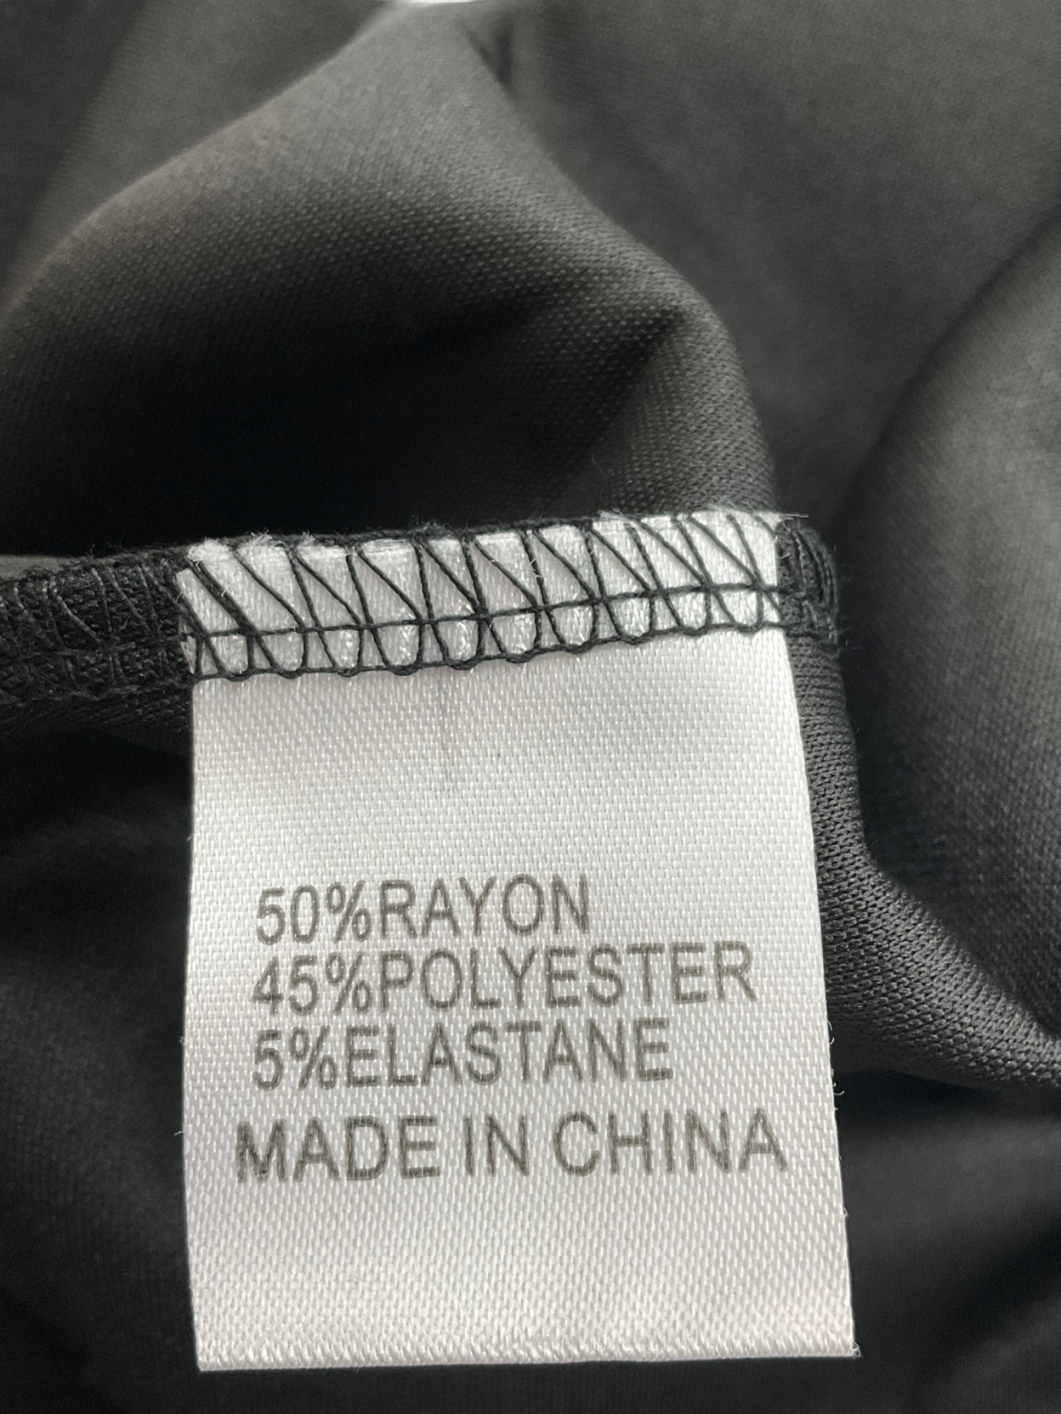 50%RAYON
45%POLYESTER
5%ELASTANE
MADE IN CHINA